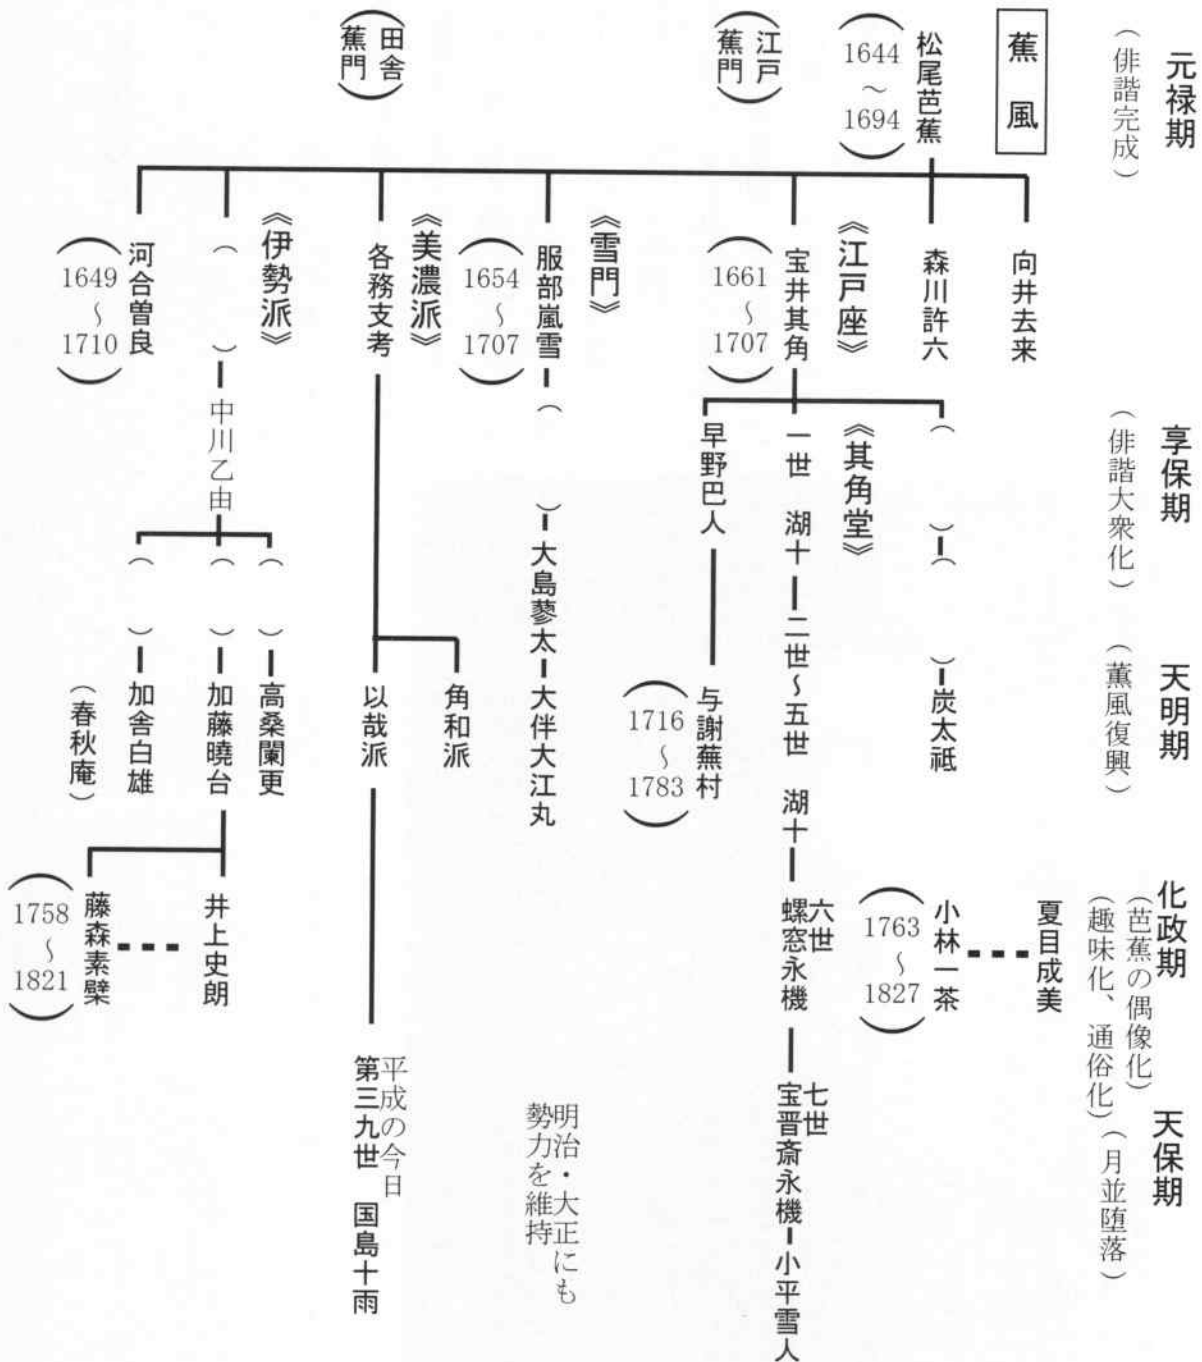 元禄期
（俳諧完成）
享保期
（俳諧大衆化）
天明期
（薫風復興）
化政期
（芭蕉の偶像化）
（趣味化、通俗化）
天保期
（月並堕落）
蕉風
松尾芭蕉
（1644～1694）
江戸蕉門
田舎蕉門
向井去来
森川許六
《江戸座》
宝井其角
（1661～1707）
《雪門》
服部嵐雪
（1654～1707）
《美濃派》
各務支考
《伊勢派》
（　　）
河合曽良
（1649～1710）
（　　）
（　　）
炭太祗
夏目成美
小林一茶
（1763～1827）
《其角堂》
一世　湖十
二世～五世　湖十
六世
螺窓永機
七世
宝晋斎永機
小平雪人
早野巴人
与謝蕪村
（1716～1783）
（　　）
大島蓼太
大伴大江丸
明治・大正にも
勢力を維持
角和派
以哉派
平成の今日
第三九世　国島十雨
中川乙由
（　　）
高桑闌更
（　　）
加藤暁台
井上史朗
藤森素檗
（1758～1821）
（　　）
加舎白雄
（春秋庵）